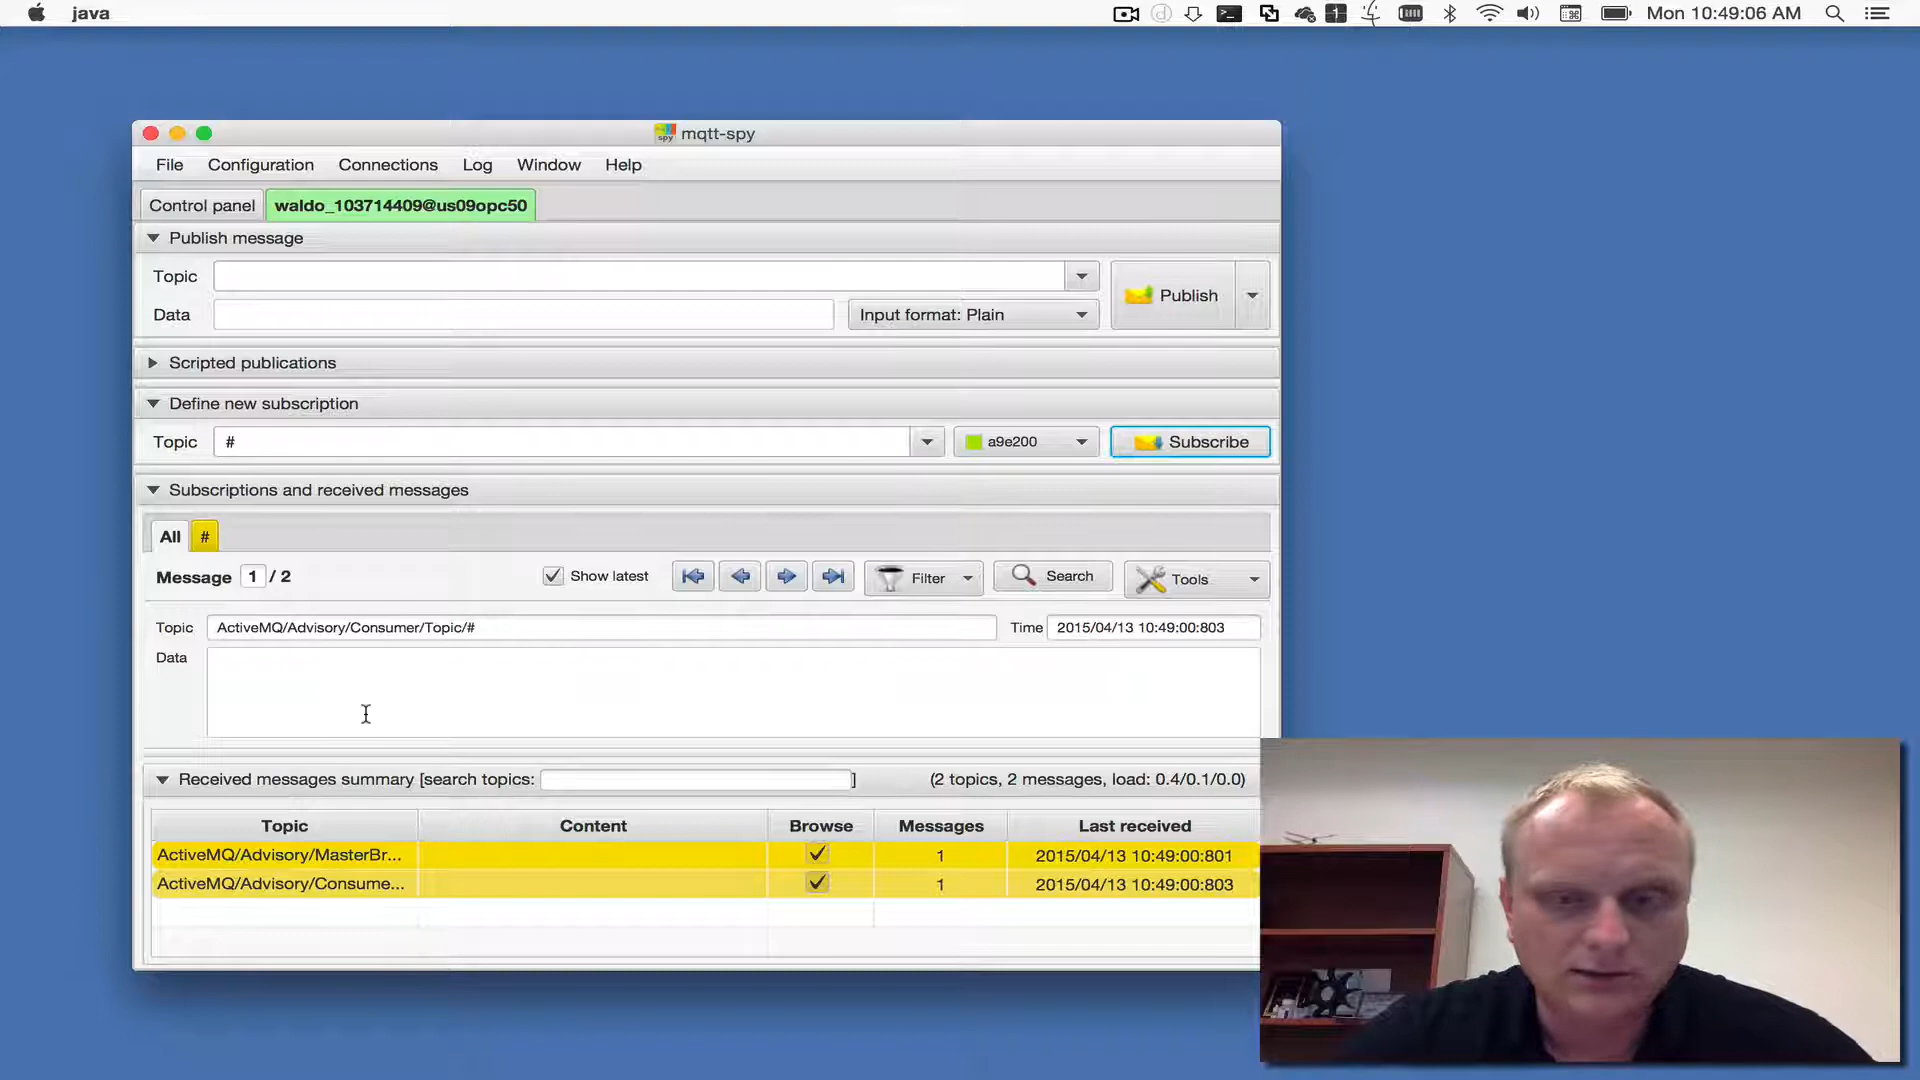 java
Mon 10:49:06 AM
spy mqtt-spy
File Configuration Connections Log Window Help
Control panel waldo_103714409@us09opc50
Publish message
Topic
Publish
Data
Input format: Plain
Scripted publications
Define new subscription
Topic # a9e200 Subscribe
Subscriptions and received messages
All #
Message 1 / 2 Show latest Filter Search Tools
Topic ActiveMQ/Advisory/Consumer/Topic/# Time 2015/04/13 10:49:00:803
Data
Received messages summary [search topics: ] (2 topics, 2 messages, load: 0.4/0.1/0.0)
Topic Content Browse Messages Last received
ActiveMQ/Advisory/MasterBr... 1 2015/04/13 10:49:00:801
ActiveMQ/Advisory/Consume... 1 2015/04/13 10:49:00:803